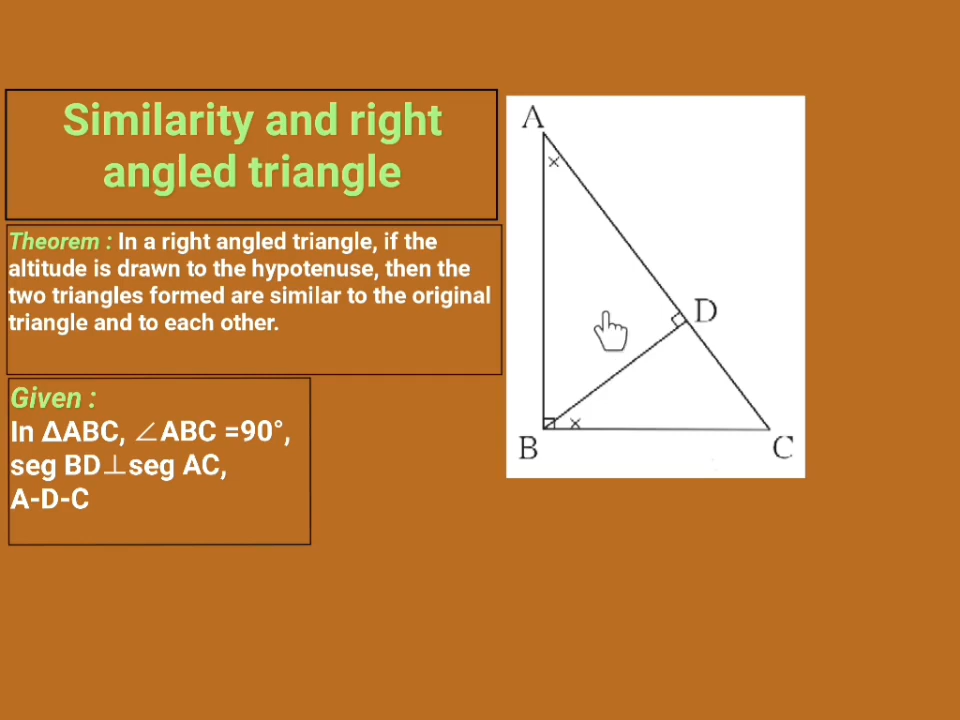 Similarity and right
angled triangle
Theorem : In a right angled triangle, if the
altitude is drawn to the hypotenuse, then the
two triangles formed are similar to the original
triangle and to each other.
Given :
In ΔABC, ∠ABC =90°,
seg BD⊥seg AC,
A-D-C
A
×
D
×
B
C